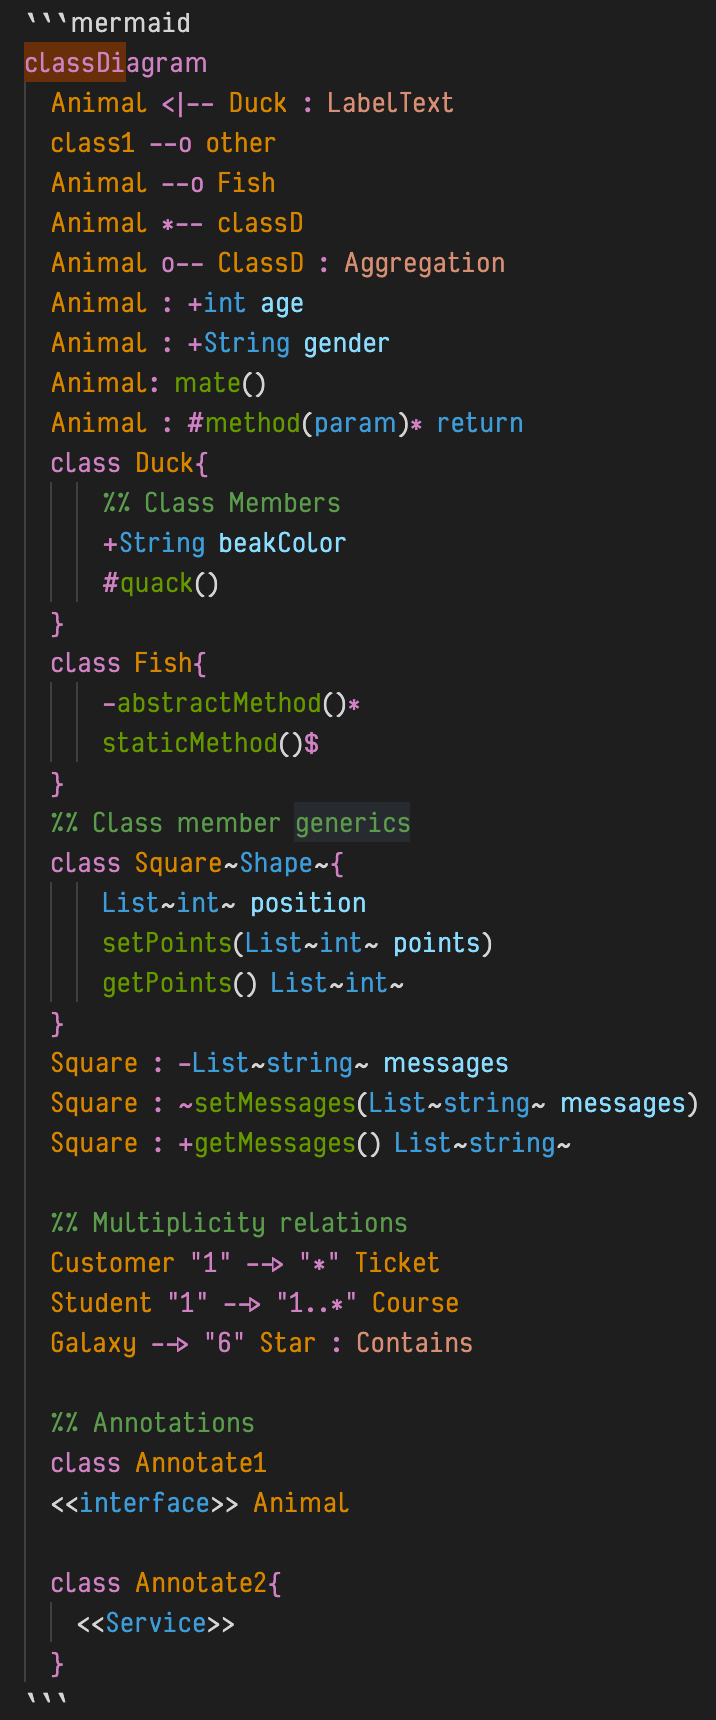 ```mermaid
classDiagram
Animal <|-- Duck : LabelText
class1 --o other
Animal --o Fish
Animal *-- classD
Animal o-- ClassD : Aggregation
Animal : +int age
Animal : +String gender
Animal: mate()
Animal : #method(param)* return
class Duck{
%% Class Members
+String beakColor
#quack()
}
class Fish{
-abstractMethod()*
staticMethod()$
}
%% Class member generics
class Square~Shape~{
List~int~ position
setPoints(List~int~ points)
getPoints() List~int~
}
Square : -List~string~ messages
Square : ~setMessages(List~string~ messages)
Square : +getMessages() List~string~
%% Multiplicity relations
Customer "1" --> "*" Ticket
Student "1" --> "1..*" Course
Galaxy --> "6" Star : Contains
%% Annotations
class Annotate1
<<interface>> Animal
class Annotate2{
<<Service>>
}
```